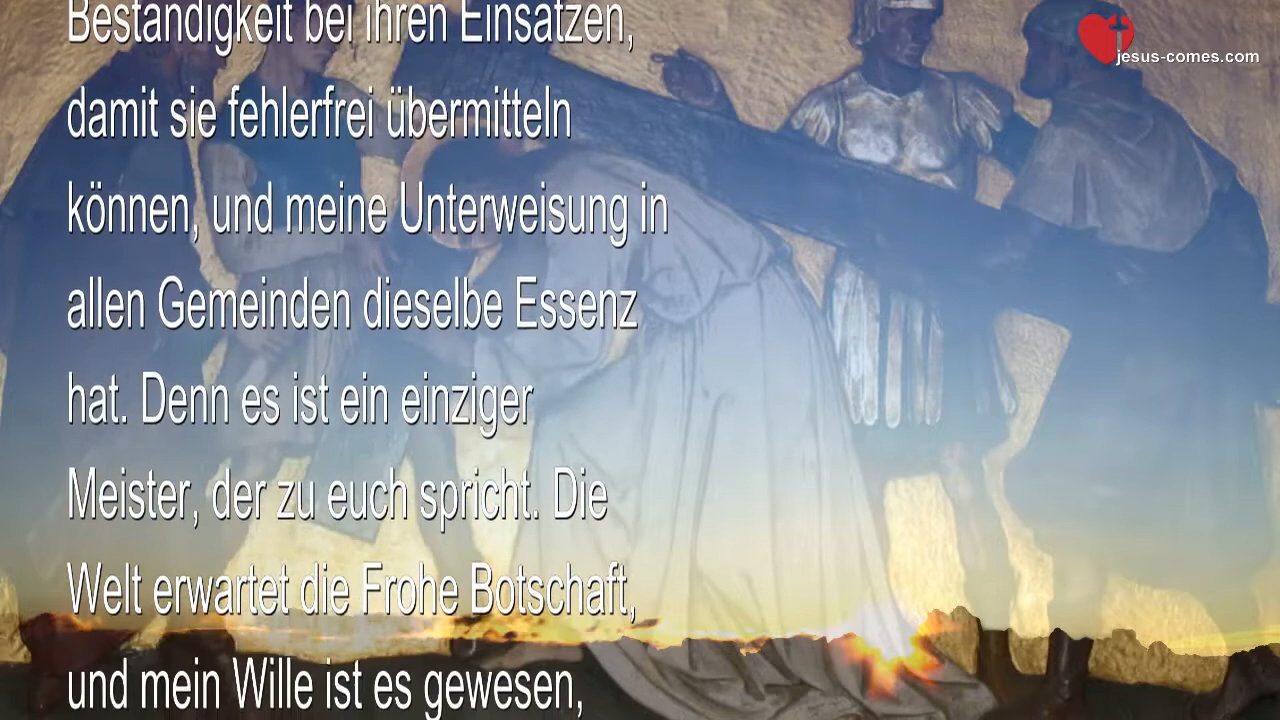 Beständigkeit bei ihren Einsätzen,
jesus-comes.com
damit sie fehlerfrei übermitteln
können, und meine Unterweisung in
allen Gemeinden dieselbe Essenz
hat. Denn es ist ein einziger
Meister, der zu euch spricht. Die
Welt erwartet die Frohe Botschaft,
und mein Wille ist es gewesen,